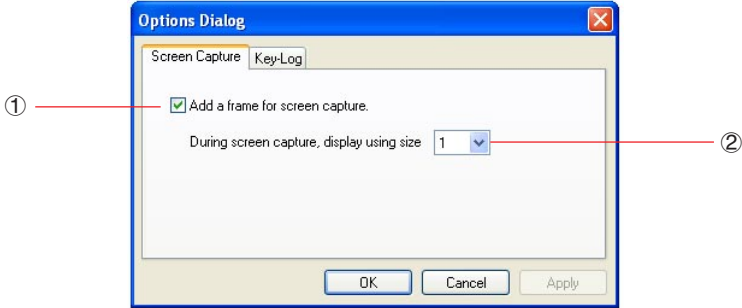 Options Dialog
Screen Capture Key-Log
① Add a frame for screen capture.
During screen capture, display using size 1 ②
OK Cancel Apply